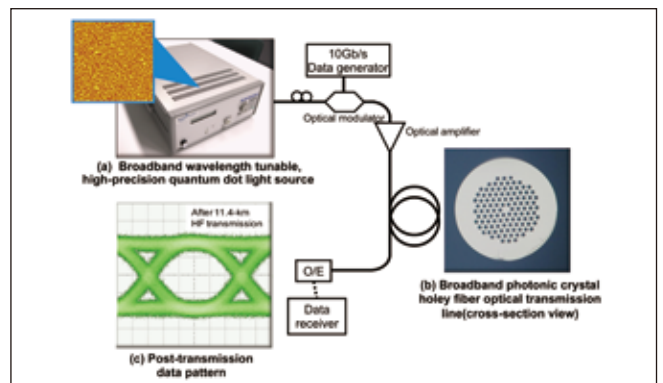 10Gb/s
Data generator
Optical modulator
Optical amplifier
(a) Broadband wavelength tunable,
high-precision quantum dot light source
After 11.4-km
HF transmission
O/E
Data
receiver
(b) Broadband photonic crystal
holey fiber optical transmission
line(cross-section view)
(c) Post-transmission
data pattern